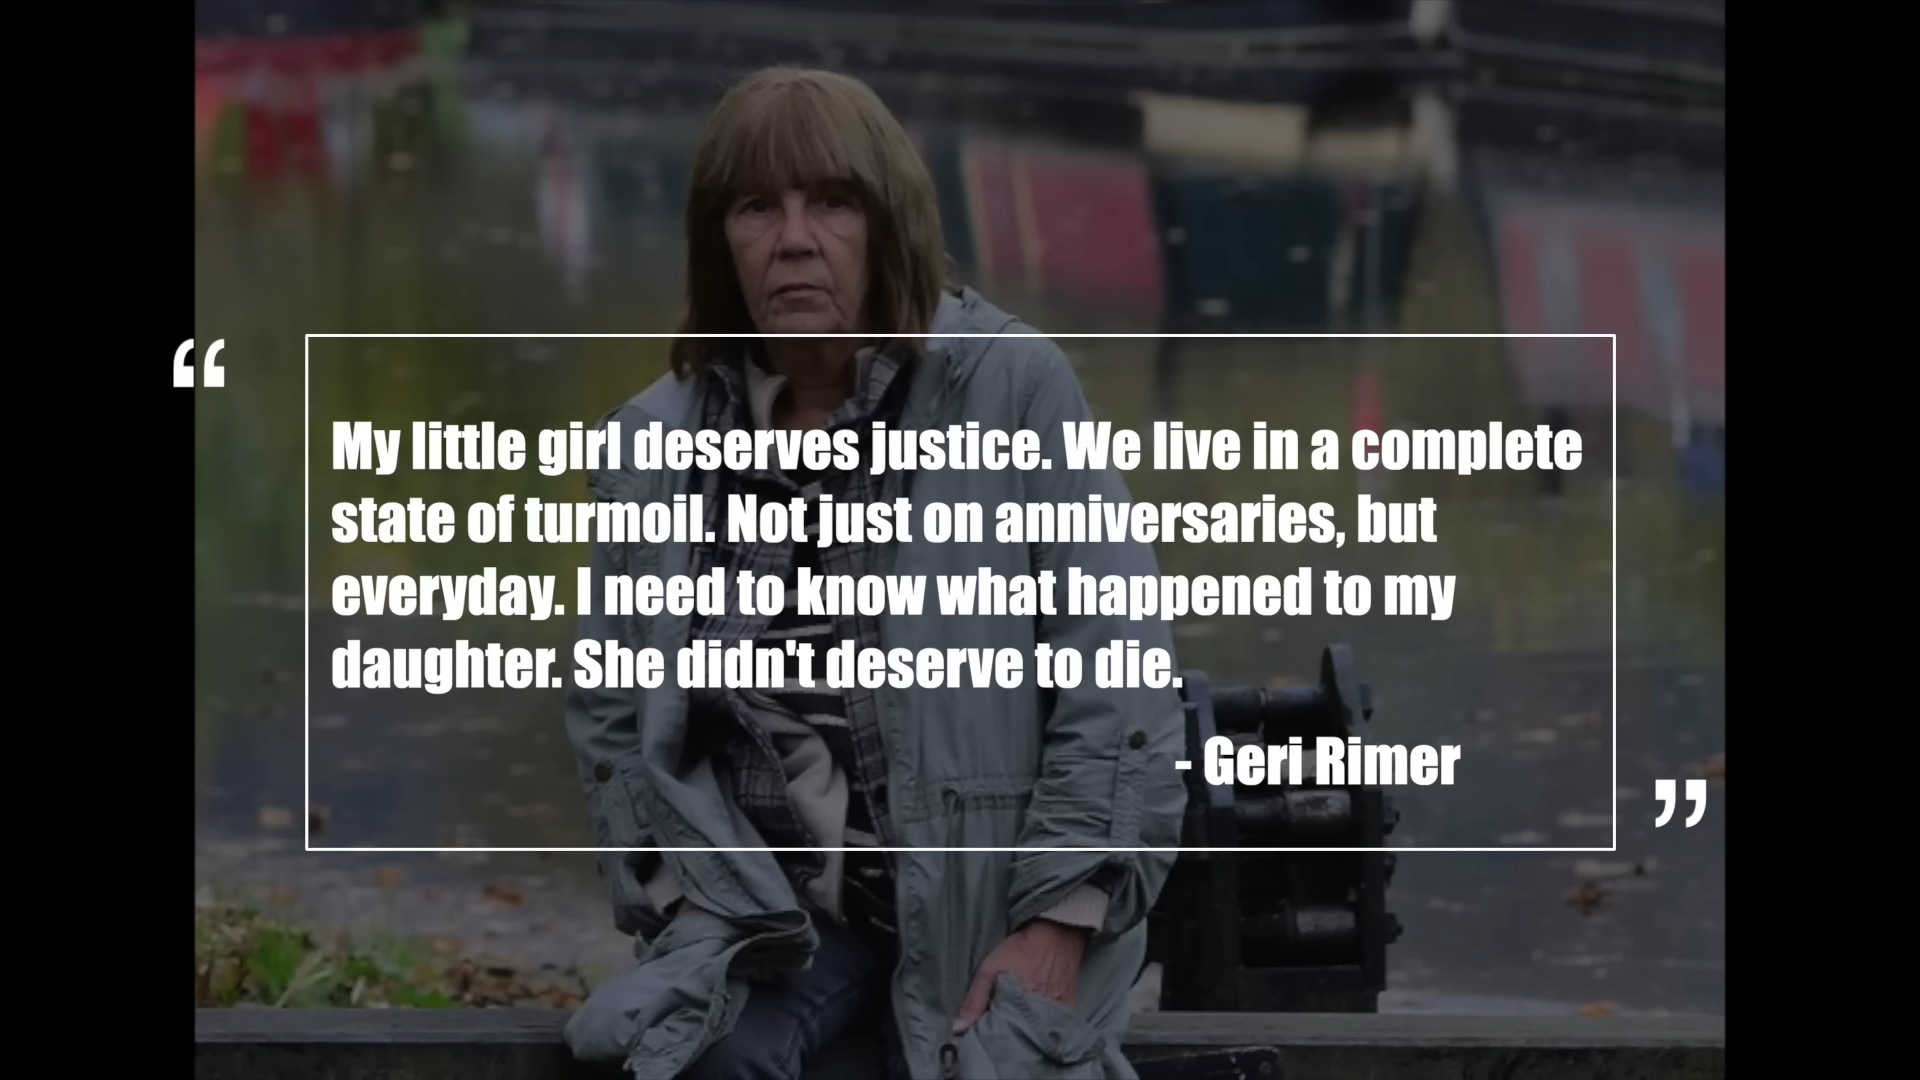 “
My little girl deserves justice. We live in a complete
state of turmoil. Not just on anniversaries, but
everyday. I need to know what happened to my
daughter. She didn't deserve to die.
- Geri Rimer
”